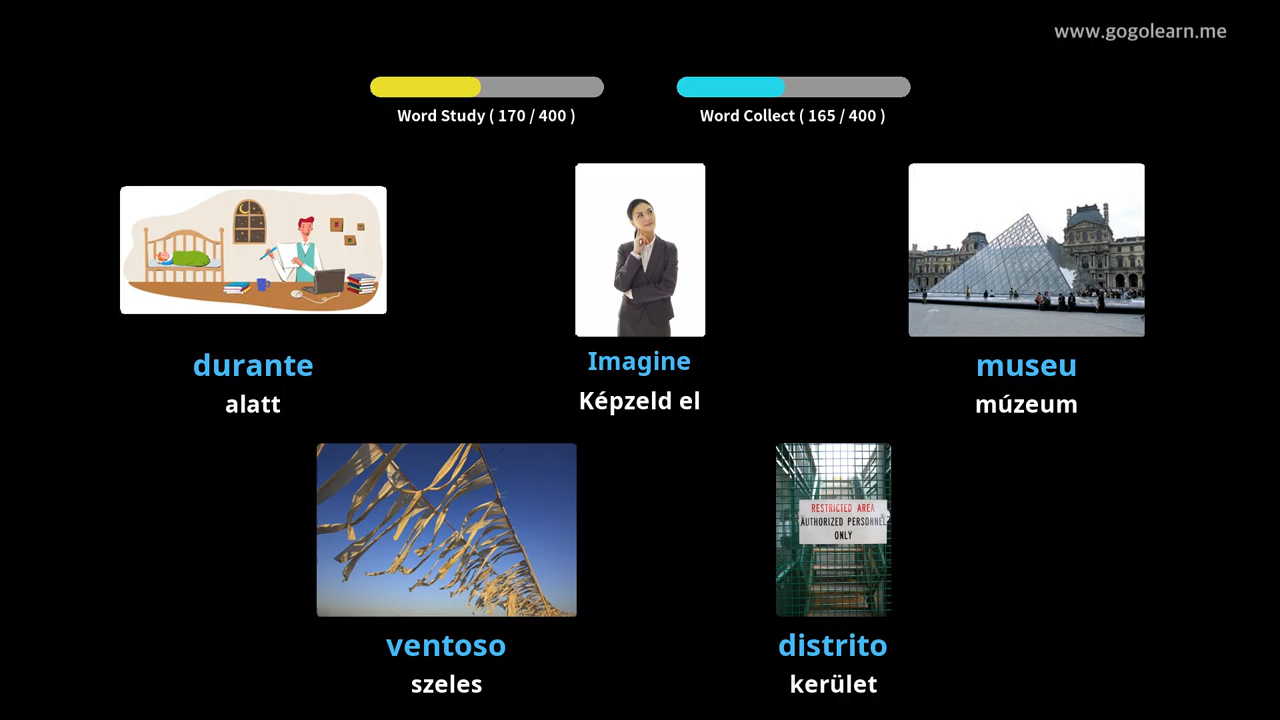 www.gogolearn.me
Word Study ( 170 / 400 )
Word Collect ( 165 / 400 )
durante
alatt
Imagine
Képzeld el
museu
múzeum
RESTRICTED AREA
AUTHORIZED PERSONNEL
ONLY
ventoso
szeles
distrito
kerület